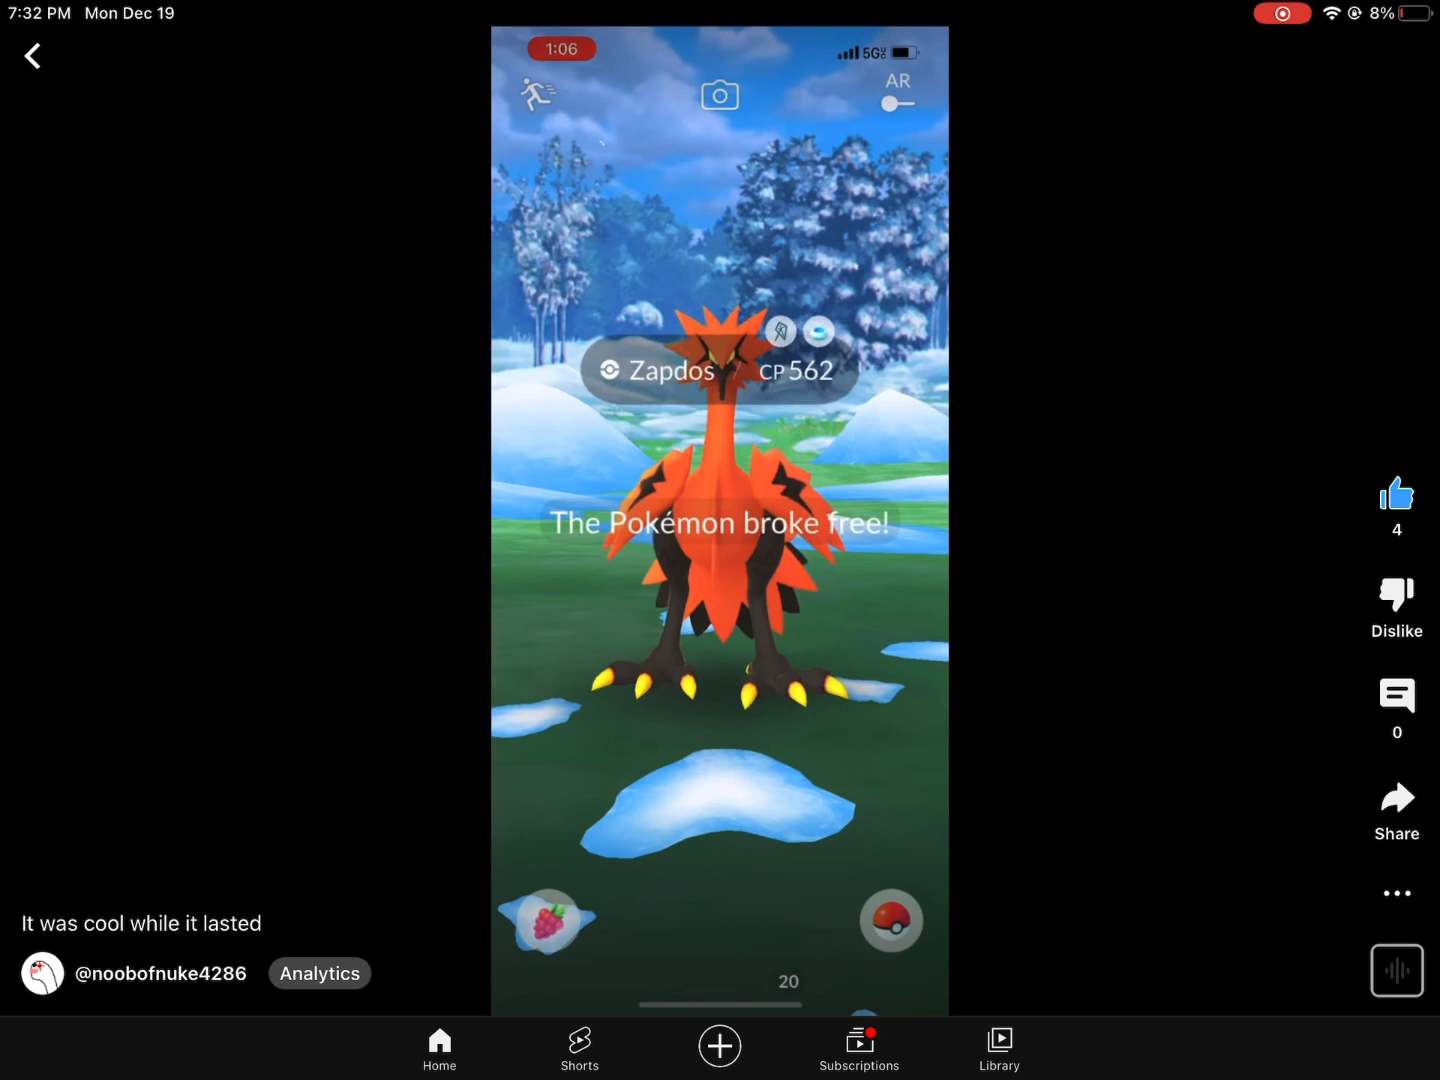 7:32 PM Mon Dec 19
8%
1:06
5G
AR
Zapdos / CP 562
The Pokémon broke free!
4
Dislike
0
Share
It was cool while it lasted
@noobofnuke4286 Analytics
20
Home Shorts Subscriptions Library